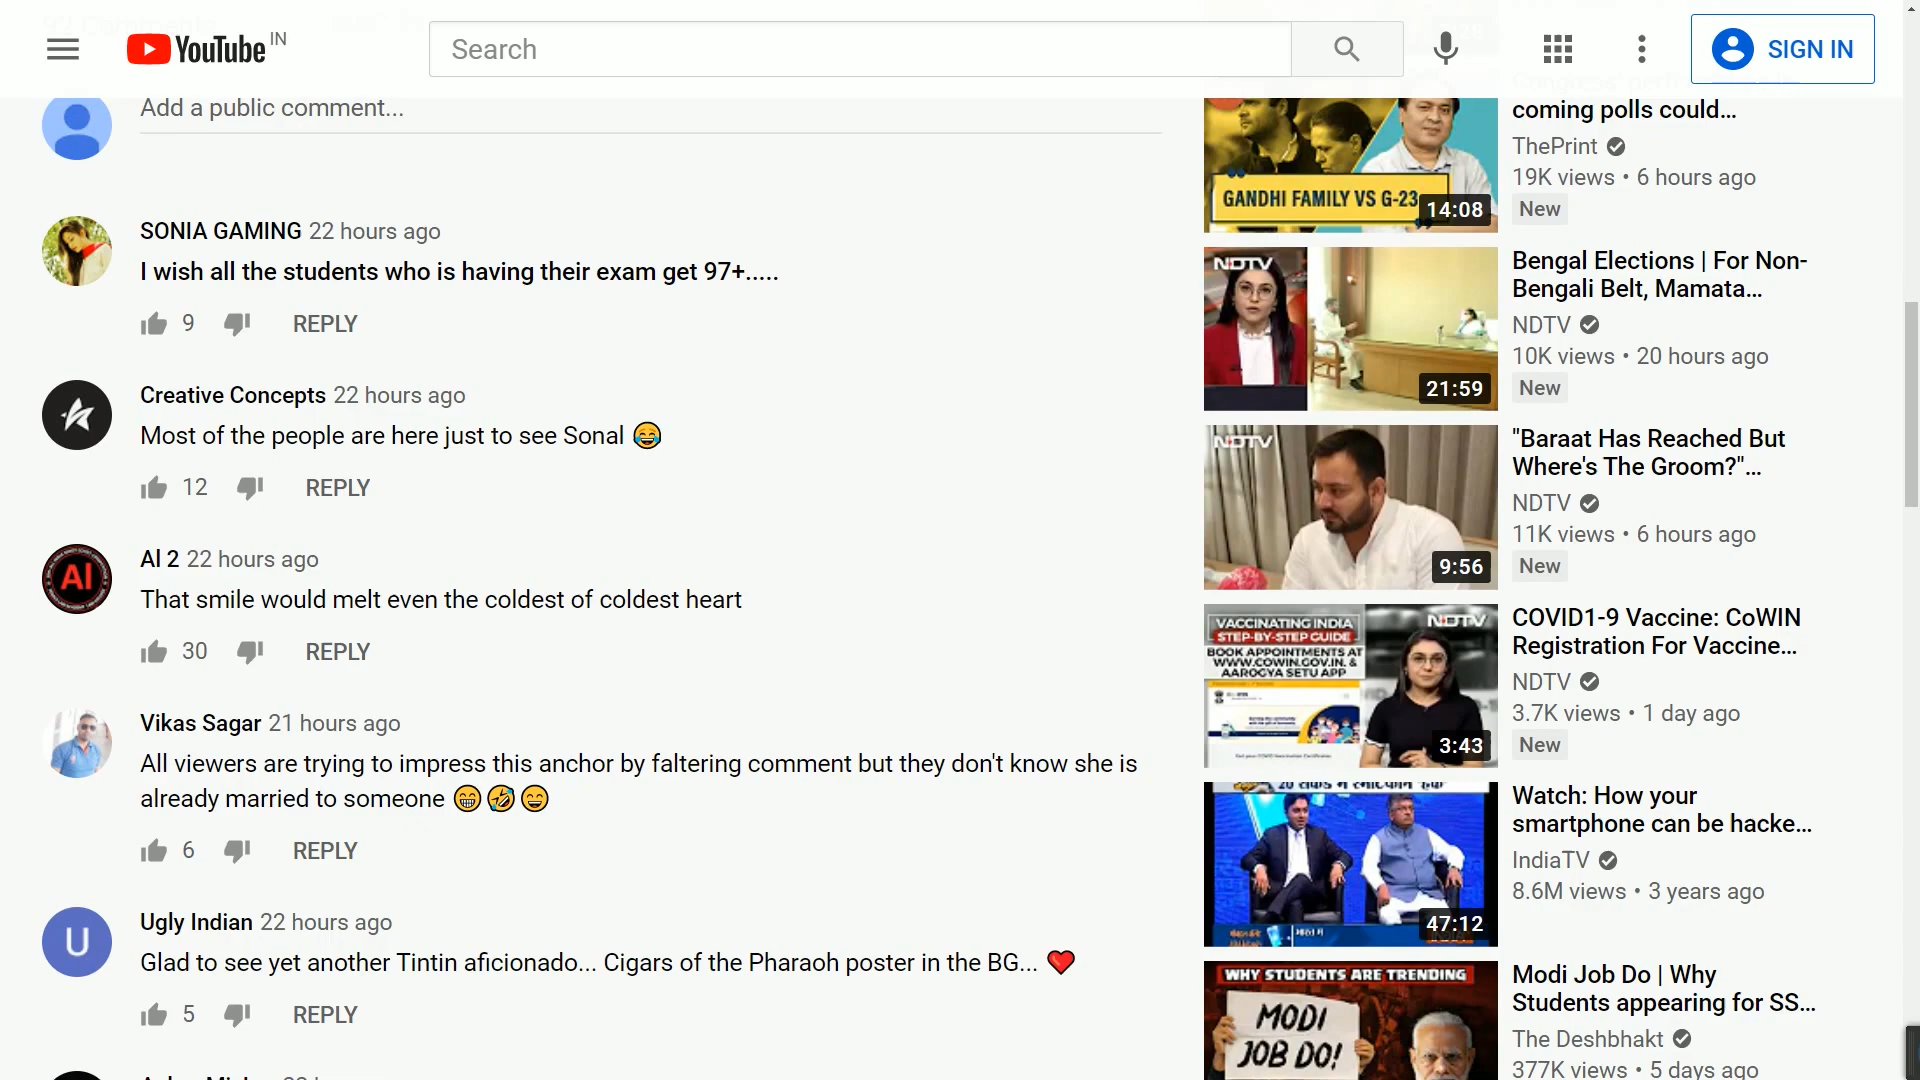 YouTube IN
Search
SIGN IN
Add a public comment...
SONIA GAMING 22 hours ago
I wish all the students who is having their exam get 97+.....
9 REPLY
Creative Concepts 22 hours ago
Most of the people are here just to see Sonal 😂
12 REPLY
Al 2 22 hours ago
That smile would melt even the coldest of coldest heart
30 REPLY
Vikas Sagar 21 hours ago
All viewers are trying to impress this anchor by faltering comment but they don't know she is
already married to someone 😁🤣😄
6 REPLY
U
Ugly Indian 22 hours ago
Glad to see yet another Tintin aficionado... Cigars of the Pharaoh poster in the BG... ❤️
5 REPLY
GANDHI FAMILY VS G-23
14:08
coming polls could...
ThePrint
19K views • 6 hours ago
New
NDTV
21:59
Bengal Elections | For Non-
Bengali Belt, Mamata...
NDTV
10K views • 20 hours ago
New
NDTV
9:56
"Baraat Has Reached But
Where's The Groom?"...
NDTV
11K views • 6 hours ago
New
VACCINATING INDIA
STEP-BY-STEP GUIDE
BOOK APPOINTMENTS AT
WWW.COWIN.GOV.IN. &
AAROGYA SETU APP
NDTV
3:43
COVID1-9 Vaccine: CoWIN
Registration For Vaccine...
NDTV
3.7K views • 1 day ago
New
47:12
Watch: How your
smartphone can be hacke...
IndiaTV
8.6M views • 3 years ago
WHY STUDENTS ARE TRENDING
MODI
JOB DO!
Modi Job Do | Why
Students appearing for SS...
The Deshbhakt
377K views • 5 days ago